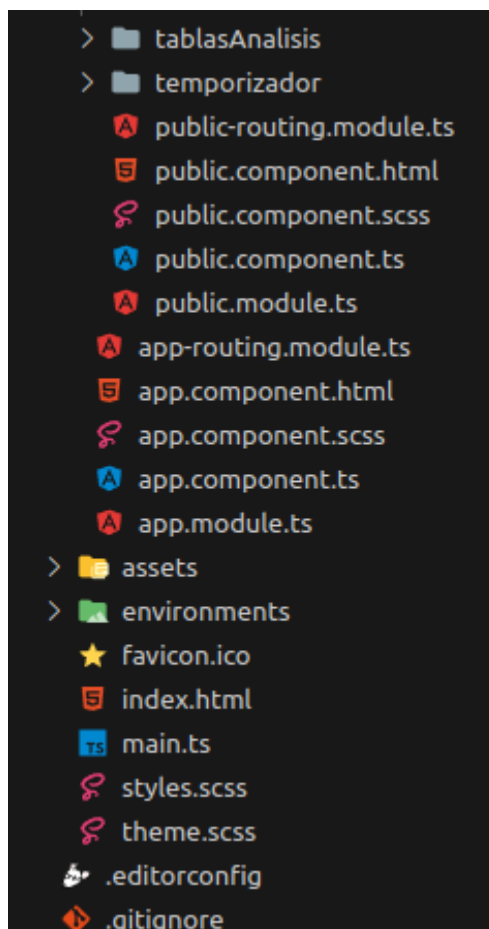 tablasAnalisis
temporizador
public-routing.module.ts
public.component.html
public.component.scss
public.component.ts
public.module.ts
app-routing.module.ts
app.component.html
app.component.scss
app.component.ts
app.module.ts
assets
environments
favicon.ico
index.html
main.ts
styles.scss
theme.scss
.editorconfig
.gitignore